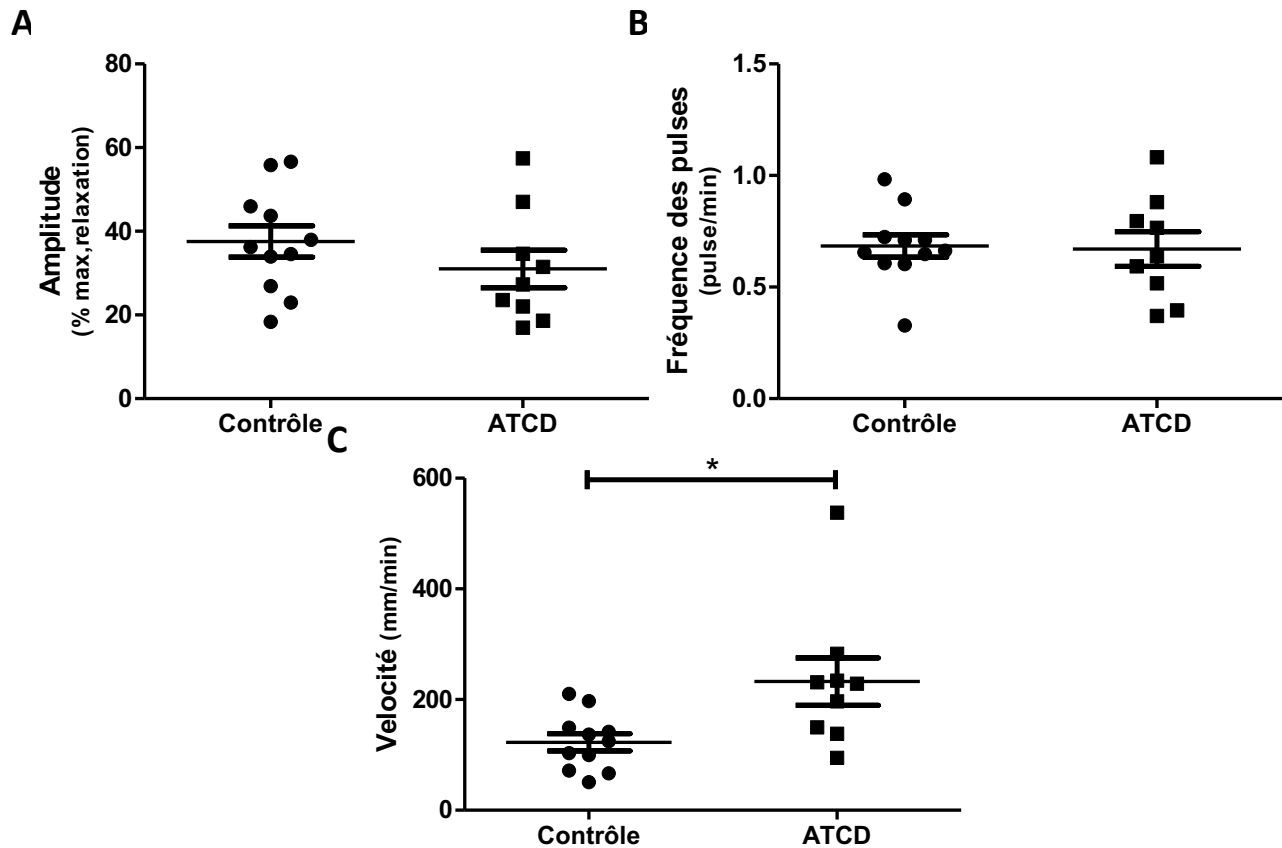 A
Amplitude
(% max,relaxation)
80
60
40
20
0
Contrôle
ATCD
B
Fréquence des pulses
(pulse/min)
1.5
1.0
0.5
0.0
Contrôle
ATCD
C
Velocité (mm/min)
600
400
200
0
*
Contrôle
ATCD